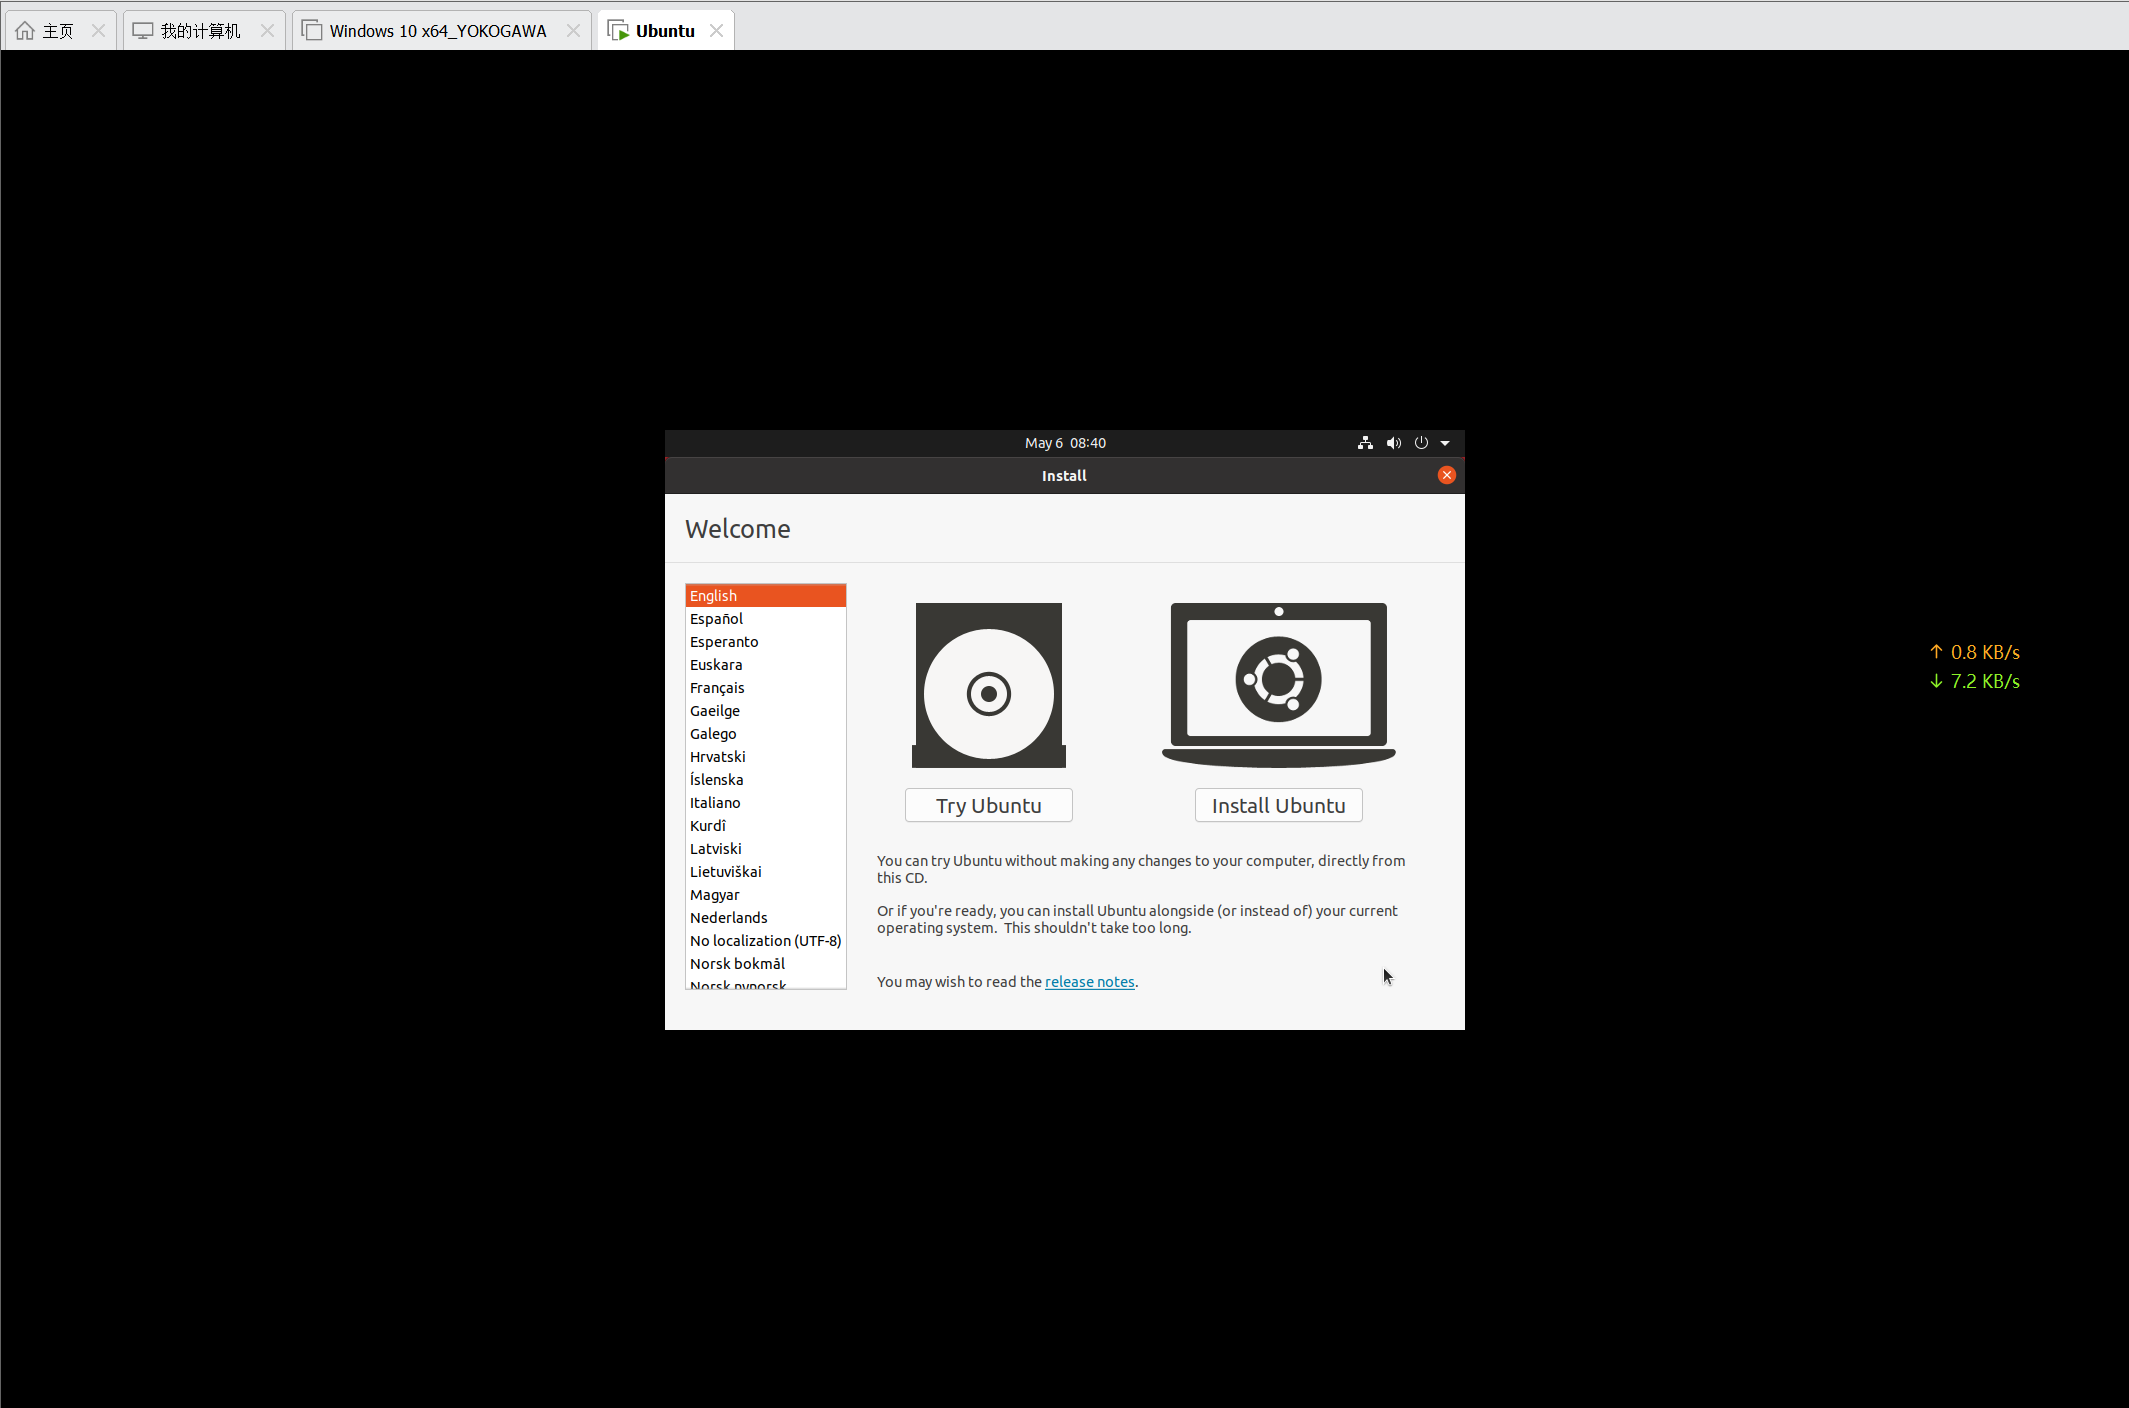 主页
我的计算机
Windows 10 x64_YOKOGAWA
Ubuntu
May 6 08:40
Install
Welcome
English
Español
Esperanto
Euskara
Français
Gaeilge
Galego
Hrvatski
Íslenska
Italiano
Kurdî
Latviski
Lietuviškai
Magyar
Nederlands
No localization (UTF-8)
Norsk bokmål
Norsk nynorsk
Try Ubuntu
Install Ubuntu
You can try Ubuntu without making any changes to your computer, directly from
this CD.
Or if you're ready, you can install Ubuntu alongside (or instead of) your current
operating system. This shouldn't take too long.
You may wish to read the release notes.
↑ 0.8 KB/s
↓ 7.2 KB/s